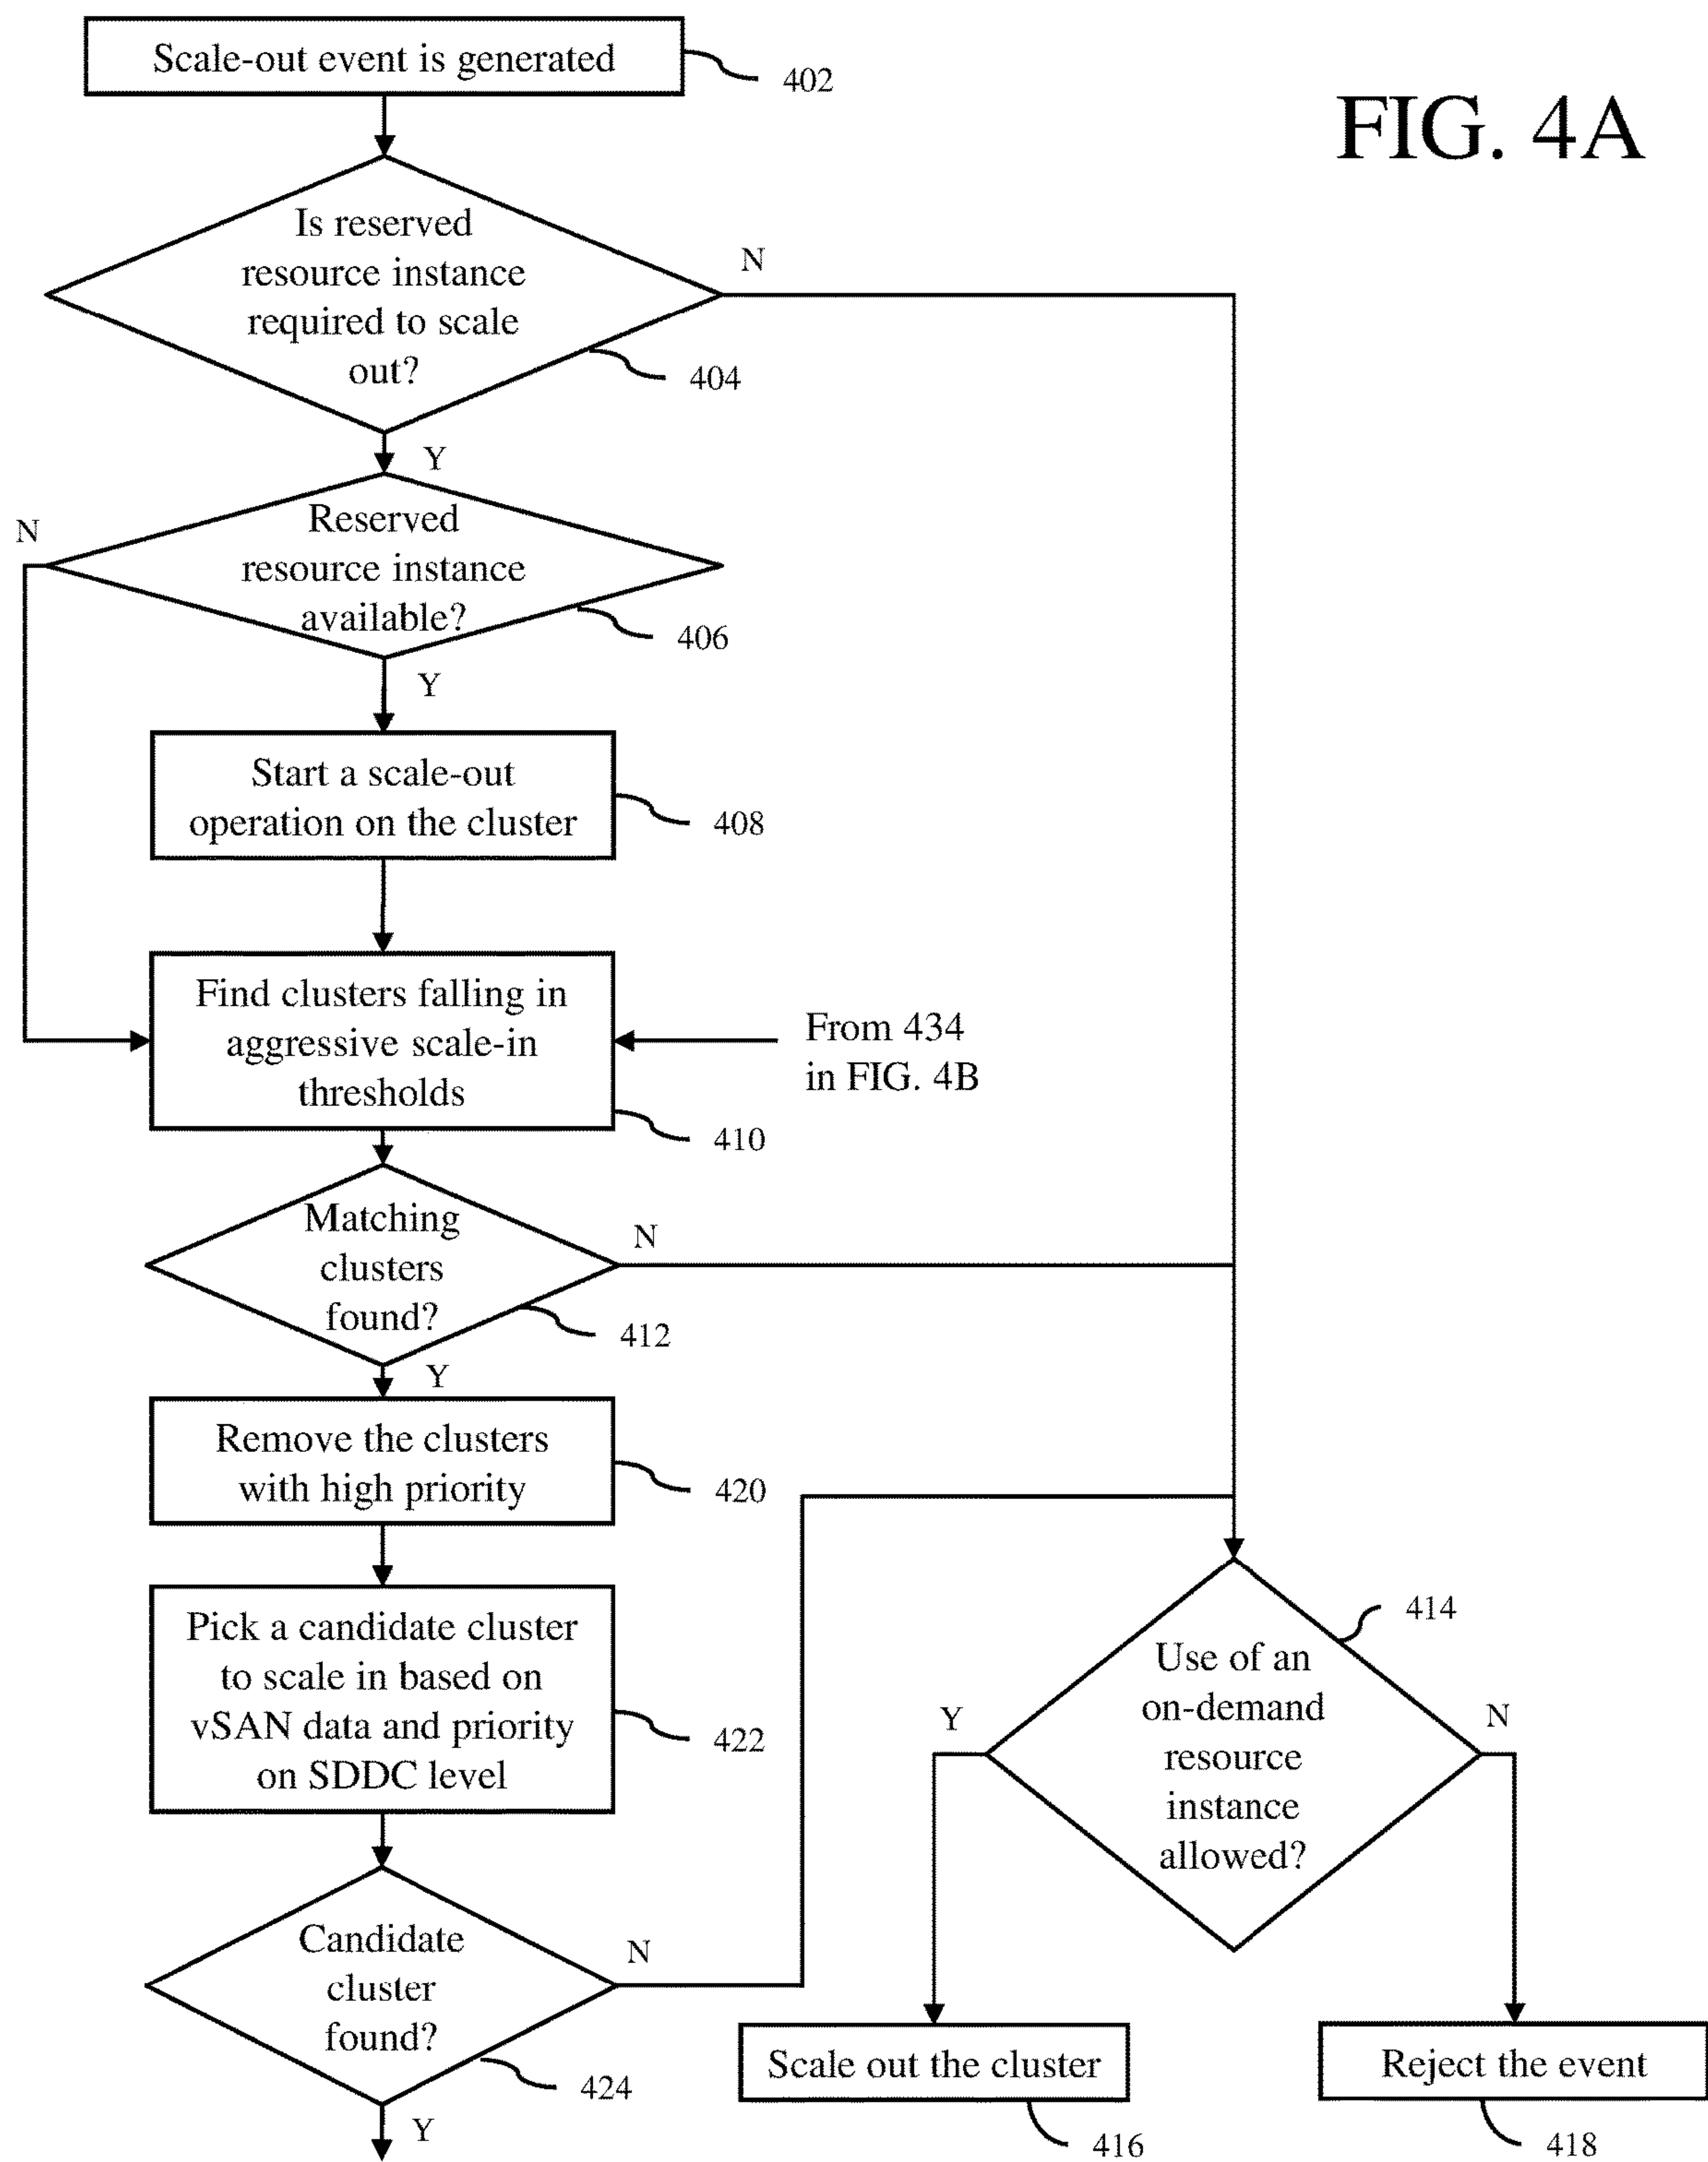 Scale-out event is generated
402
FIG. 4A
Is reserved
resource instance
required to scale
out?
N
404
Y
Reserved
resource instance
available?
N
406
Y
Start a scale-out
operation on the cluster
408
Find clusters falling in
aggressive scale-in
thresholds
From 434
in FIG. 4B
410
Matching
clusters
found?
N
412
Y
Remove the clusters
with high priority
420
Pick a candidate cluster
to scale in based on
vSAN data and priority
on SDDC level
422
414
Use of an
on-demand
resource
instance
allowed?
Y
N
Candidate
cluster
found?
N
424
Y
Scale out the cluster
416
Reject the event
418